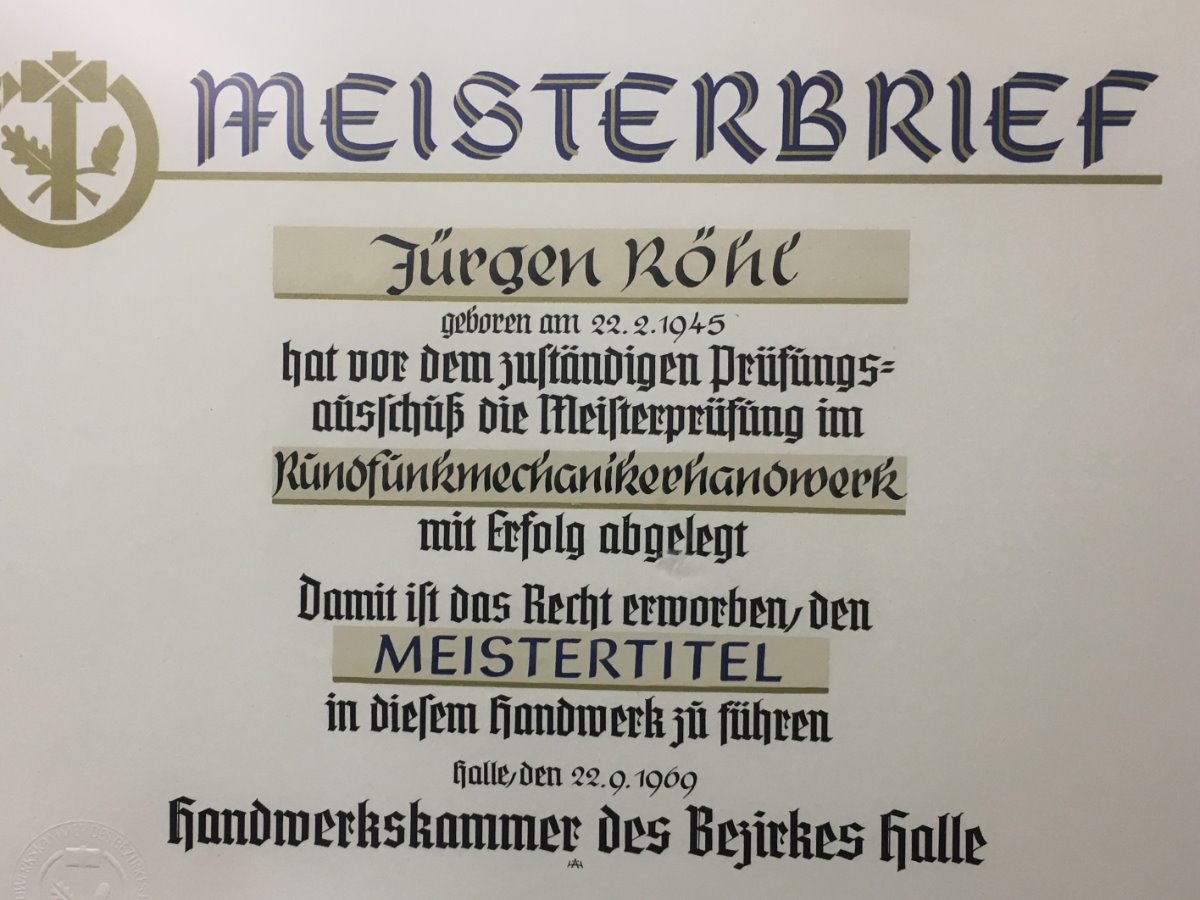 MEISTERBRIEF
Jürgen Röhl
geboren am 22.2.1945
hat vor dem zuständigen Prüfungs=
ausschuß die Meisterprüfung im
Rundfunkmechanikerhandwerk
mit Erfolg abgelegt
Damit ist das Recht erworben, den
MEISTERTITEL
in diesem Handwerk zu führen
Halle, den 22.9.1969
Handwerkskammer des Bezirkes Halle